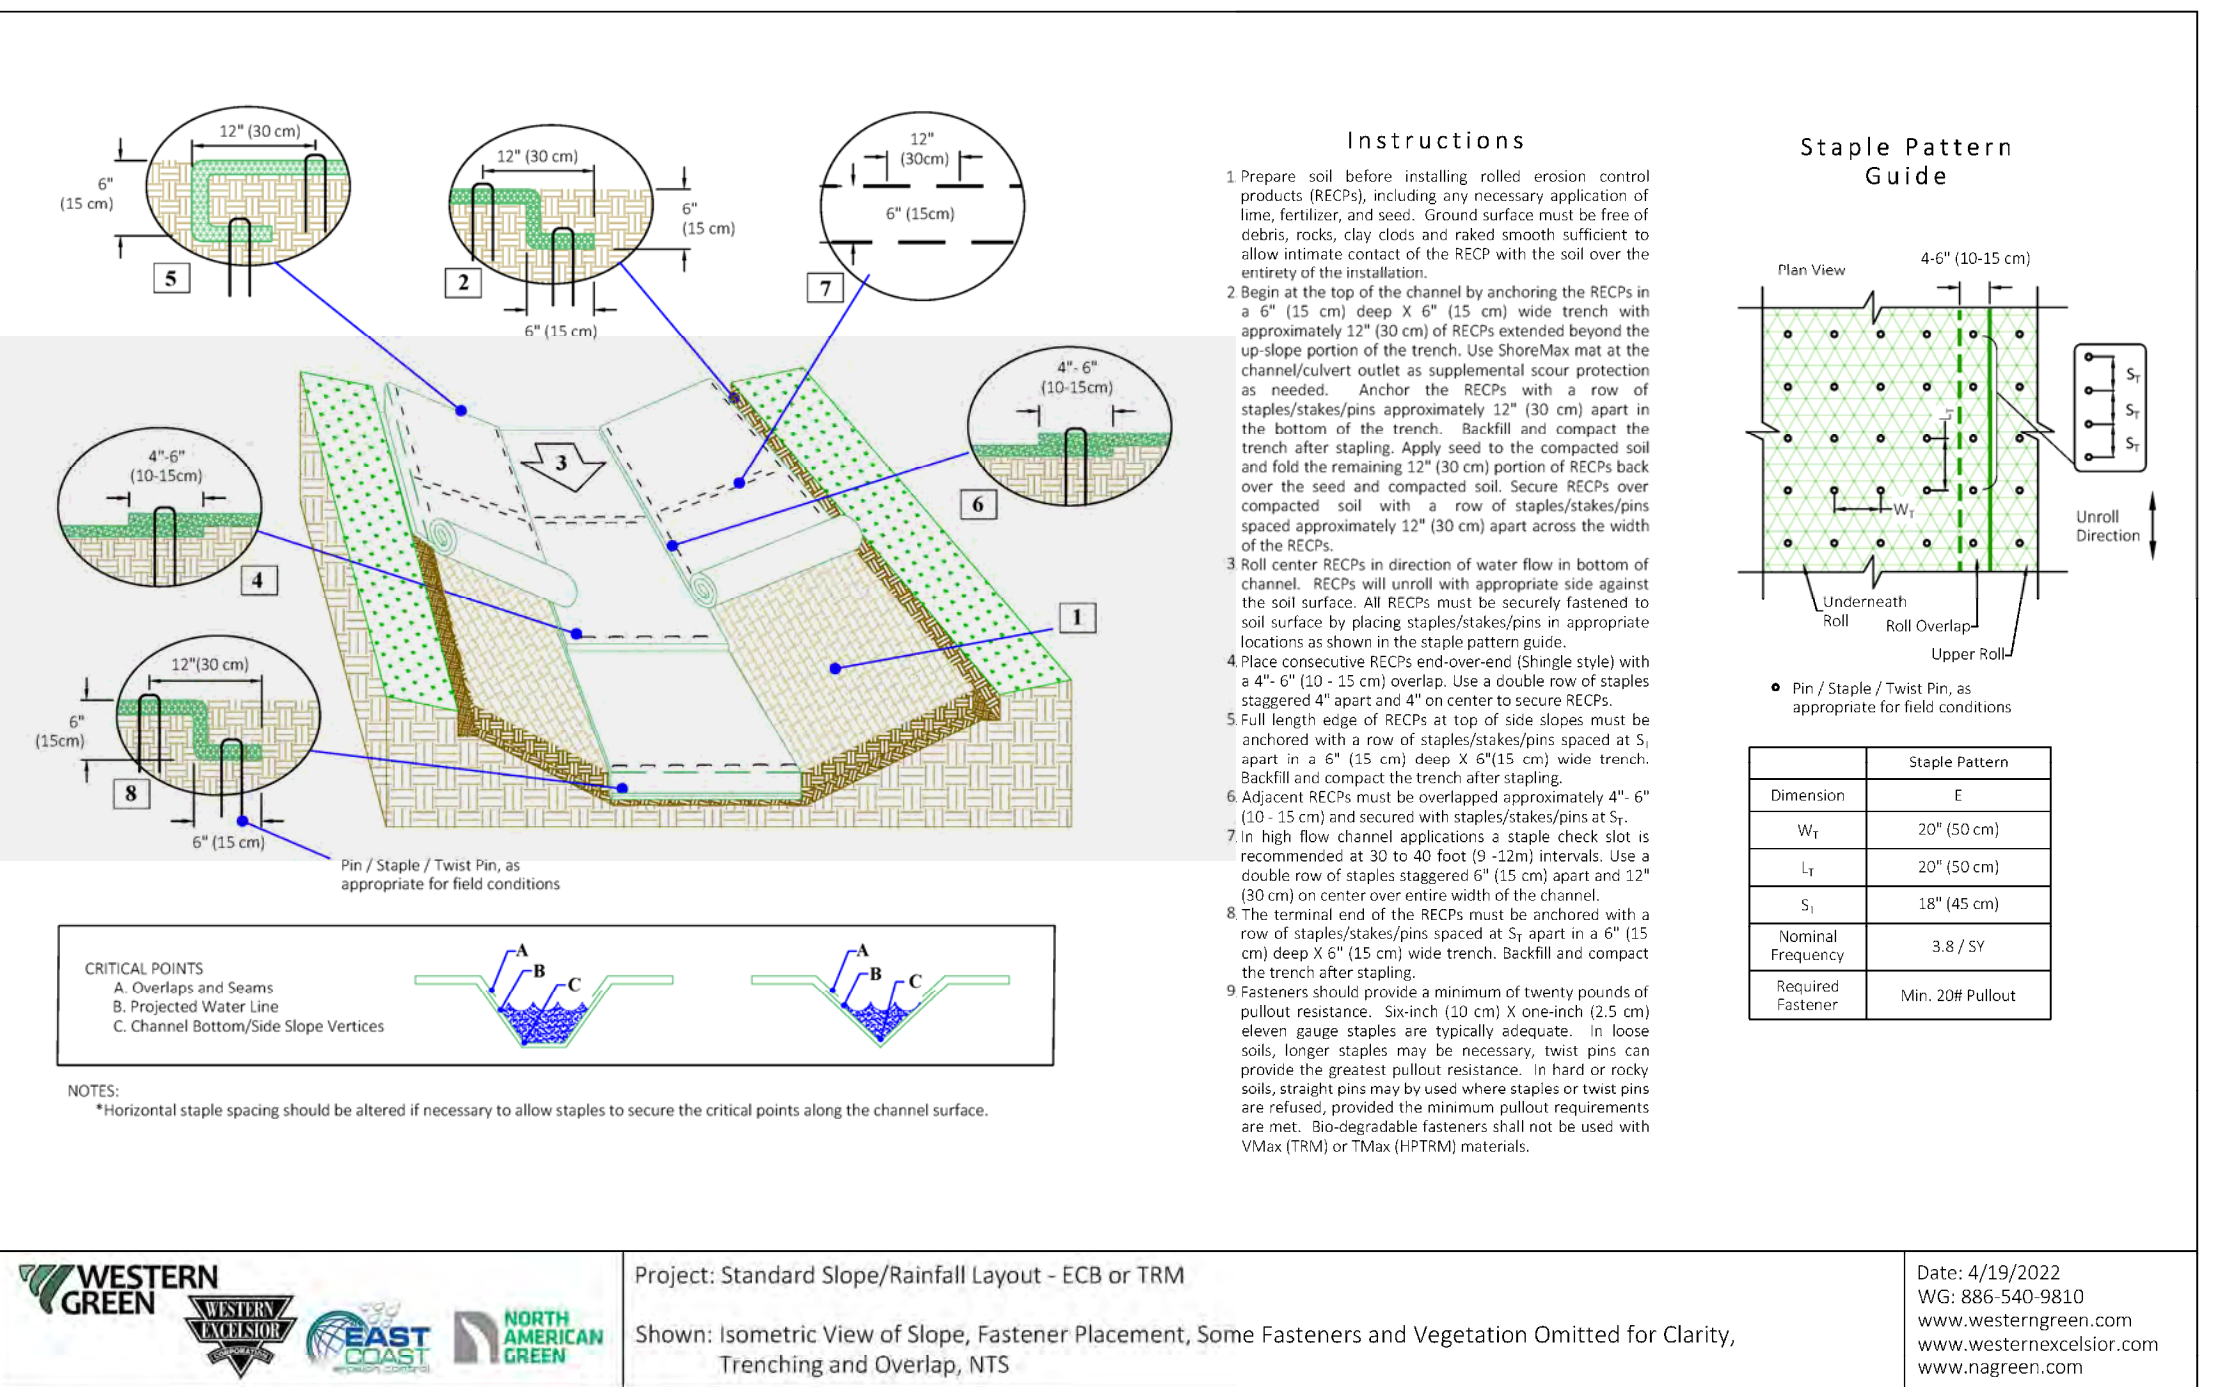 12" (30 cm)
6"
(15 cm)
5
12" (30 cm)
6"
(15 cm)
2
6" (15 cm)
12"
(30cm)
6" (15cm)
7
4"- 6"
(10-15cm)
6
3
4"-6"
(10-15cm)
4
1
12"(30 cm)
6"
(15cm)
8
6" (15 cm)
Pin / Staple / Twist Pin, as
appropriate for field conditions
CRITICAL POINTS
A. Overlaps and Seams
B. Projected Water Line
C. Channel Bottom/Side Slope Vertices
A
B
C
A
B
C
NOTES:
*Horizontal staple spacing should be altered if necessary to allow staples to secure the critical points along the channel surface.
Instructions
1. Prepare soil before installing rolled erosion control
products (RECPs), including any necessary application of
lime, fertilizer, and seed. Ground surface must be free of
debris, rocks, clay clods and raked smooth sufficient to
allow intimate contact of the RECP with the soil over the
entirety of the installation.
2. Begin at the top of the channel by anchoring the RECPs in
a 6" (15 cm) deep X 6" (15 cm) wide trench with
approximately 12" (30 cm) of RECPs extended beyond the
up-slope portion of the trench. Use ShoreMax mat at the
channel/culvert outlet as supplemental scour protection
as needed. Anchor the RECPs with a row of
staples/stakes/pins approximately 12" (30 cm) apart in
the bottom of the trench. Backfill and compact the
trench after stapling. Apply seed to the compacted soil
and fold the remaining 12" (30 cm) portion of RECPs back
over the seed and compacted soil. Secure RECPs over
compacted soil with a row of staples/stakes/pins
spaced approximately 12" (30 cm) apart across the width
of the RECPs.
3. Roll center RECPs in direction of water flow in bottom of
channel. RECPs will unroll with appropriate side against
the soil surface. All RECPs must be securely fastened to
soil surface by placing staples/stakes/pins in appropriate
locations as shown in the staple pattern guide.
4. Place consecutive RECPs end-over-end (Shingle style) with
a 4"- 6" (10 - 15 cm) overlap. Use a double row of staples
staggered 4" apart and 4" on center to secure RECPs.
5. Full length edge of RECPs at top of side slopes must be
anchored with a row of staples/stakes/pins spaced at ST
apart in a 6" (15 cm) deep X 6"(15 cm) wide trench.
Backfill and compact the trench after stapling.
6. Adjacent RECPs must be overlapped approximately 4"- 6"
(10 - 15 cm) and secured with staples/stakes/pins at ST.
7. In high flow channel applications a staple check slot is
recommended at 30 to 40 foot (9 -12m) intervals. Use a
double row of staples staggered 6" (15 cm) apart and 12"
(30 cm) on center over entire width of the channel.
8. The terminal end of the RECPs must be anchored with a
row of staples/stakes/pins spaced at ST apart in a 6" (15
cm) deep X 6" (15 cm) wide trench. Backfill and compact
the trench after stapling.
9. Fasteners should provide a minimum of twenty pounds of
pullout resistance. Six-inch (10 cm) X one-inch (2.5 cm)
eleven gauge staples are typically adequate. In loose
soils, longer staples may be necessary, twist pins can
provide the greatest pullout resistance. In hard or rocky
soils, straight pins may by used where staples or twist pins
are refused, provided the minimum pullout requirements
are met. Bio-degradable fasteners shall not be used with
VMax (TRM) or TMax (HPTRM) materials.
Staple Pattern
Guide
Plan View
4-6" (10-15 cm)
ST
ST
ST
LT
WT
Unroll
Direction
Underneath
Roll
Roll Overlap
Upper Roll
Pin / Staple / Twist Pin, as
appropriate for field conditions
Staple Pattern
Dimension E
WT 20" (50 cm)
LT 20" (50 cm)
ST 18" (45 cm)
Nominal
Frequency
3.8 / SY
Required
Fastener
Min. 20# Pullout
WESTERN
GREEN
WESTERN
EXCELSIOR
CORPORATION
EAST
COAST
erosion control
NORTH
AMERICAN
GREEN
Project: Standard Slope/Rainfall Layout - ECB or TRM
Shown: Isometric View of Slope, Fastener Placement, Some Fasteners and Vegetation Omitted for Clarity,
Trenching and Overlap, NTS
Date: 4/19/2022
WG: 886-540-9810
www.westerngreen.com
www.westernexcelsior.com
www.nagreen.com